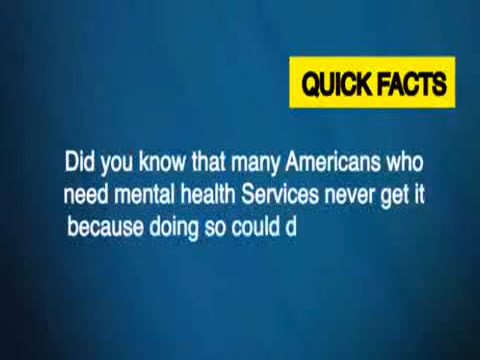 QUICK FACTS
Did you know that many Americans who
need mental health Services never get it
because doing so could d